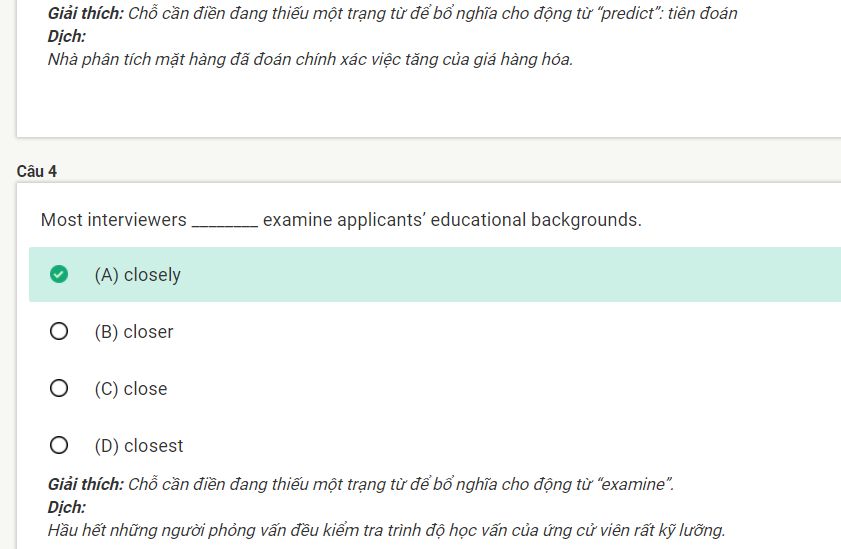 Giải thích: Chỗ cần điền đang thiếu một trạng từ để bổ nghĩa cho động từ “predict”: tiên đoán
Dịch:
Nhà phân tích mặt hàng đã đoán chính xác việc tăng của giá hàng hóa.
Câu 4
Most interviewers ________ examine applicants’ educational backgrounds.
(A) closely
(B) closer
(C) close
(D) closest
Giải thích: Chỗ cần điền đang thiếu một trạng từ để bổ nghĩa cho động từ “examine”.
Dịch:
Hầu hết những người phỏng vấn đều kiểm tra trình độ học vấn của ứng cử viên rất kỹ lưỡng.